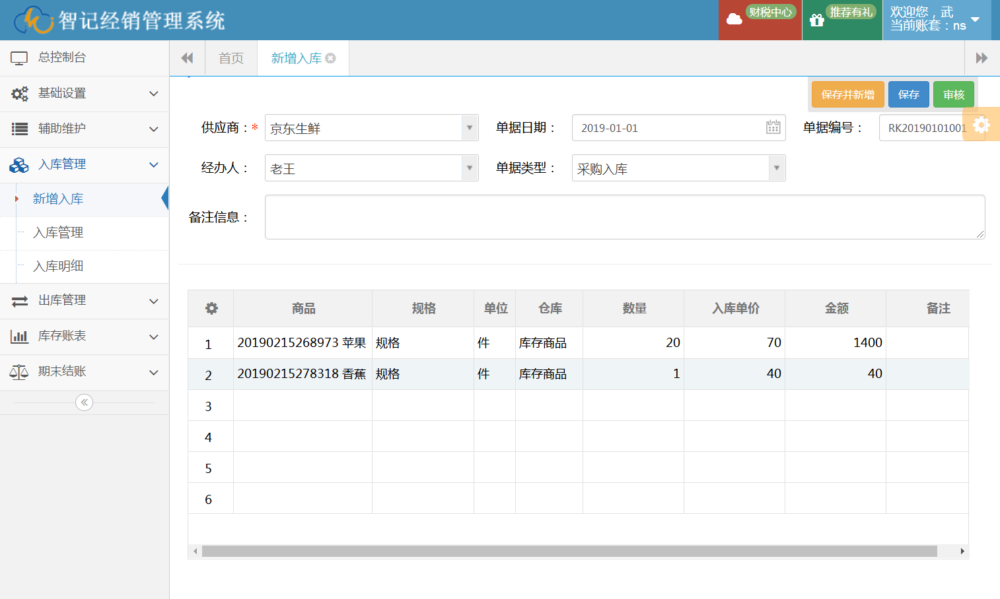 智记经销管理系统
财税中心
推荐有礼
欢迎您，武
当前账套：ns
总控制台
基础设置
辅助维护
入库管理
新增入库
入库管理
入库明细
出库管理
库存账表
期末结账
首页
新增入库
保存并新增
保存
审核
供应商：* 京东生鲜
单据日期： 2019-01-01
单据编号： RK20190101001
经办人： 老王
单据类型： 采购入库
备注信息：
商品 规格 单位 仓库 数量 入库单价 金额 备注
1 20190215268973 苹果 规格 件 库存商品 20 70 1400
2 20190215278318 香蕉 规格 件 库存商品 1 40 40
3
4
5
6